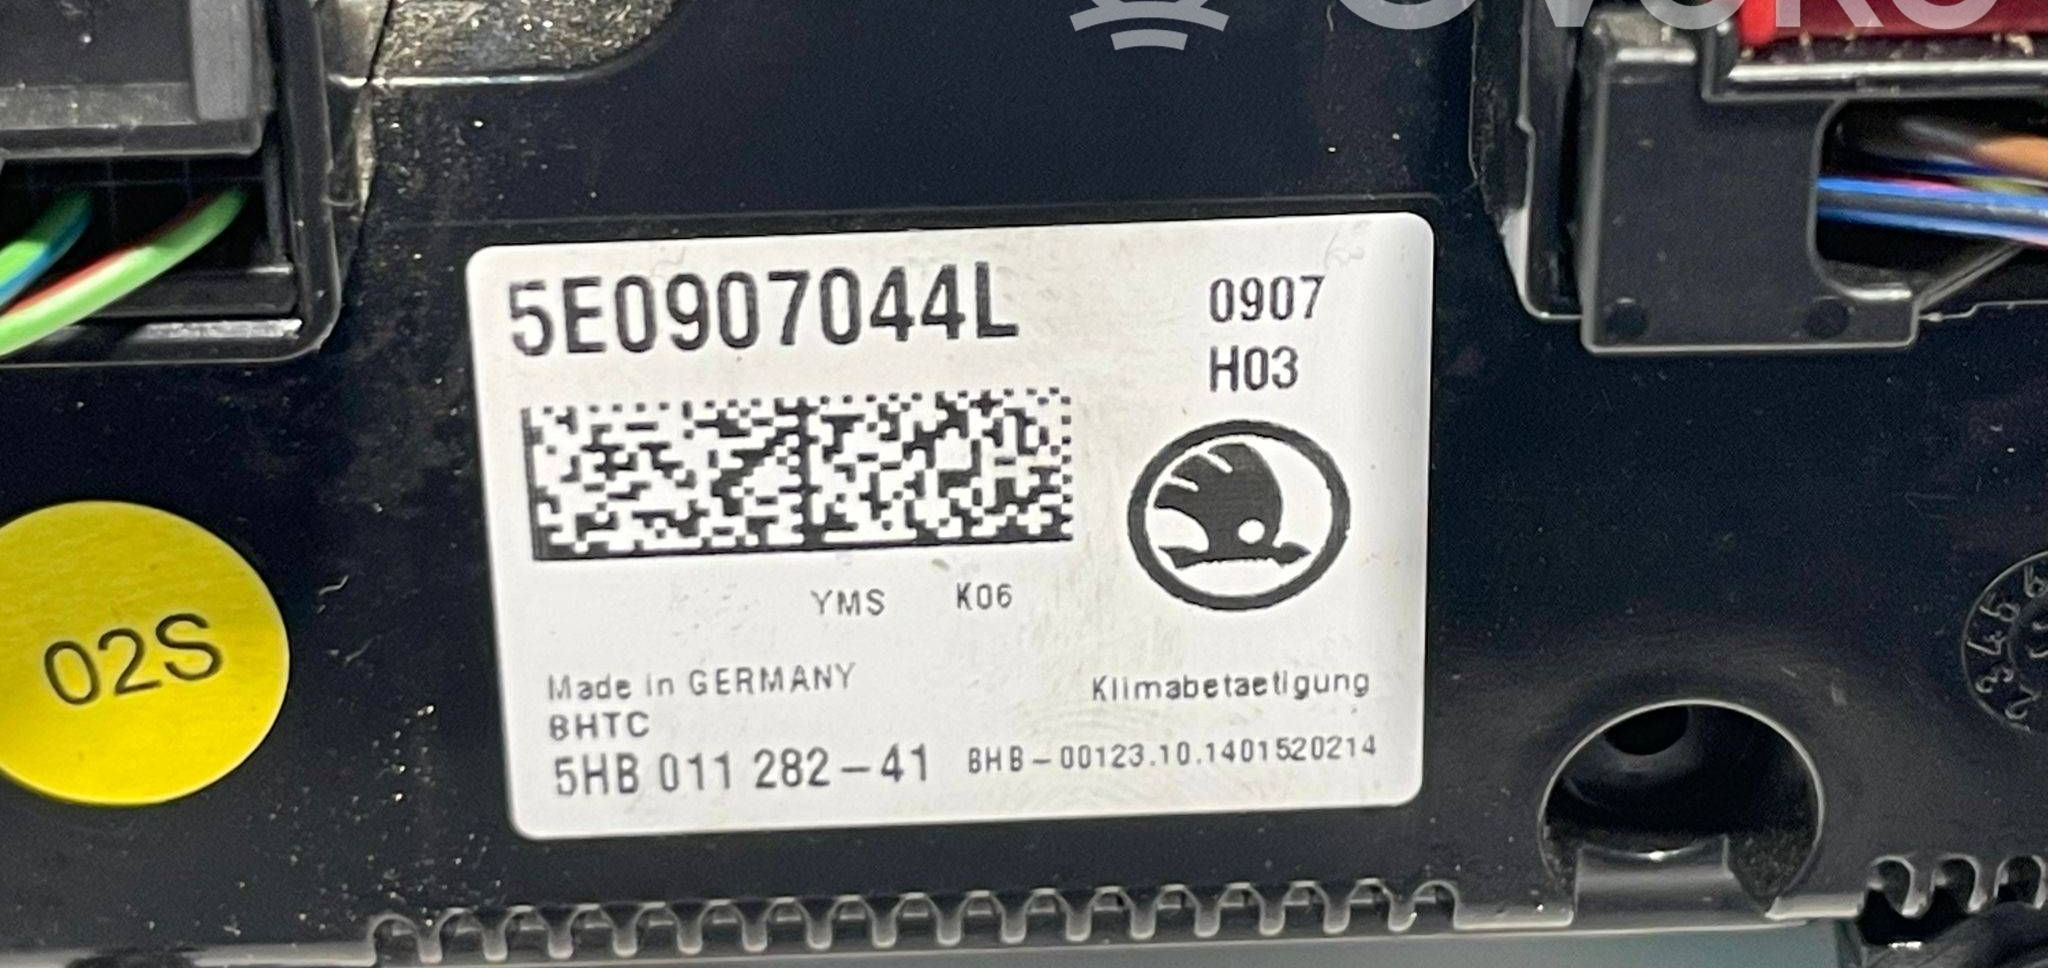 5E0907044L
0907
H03
YMS K06
Made in GERMANY
Klimabetaetigung
BHTC
5HB 011 282-41
BHB-00123.10.1401520214
02S